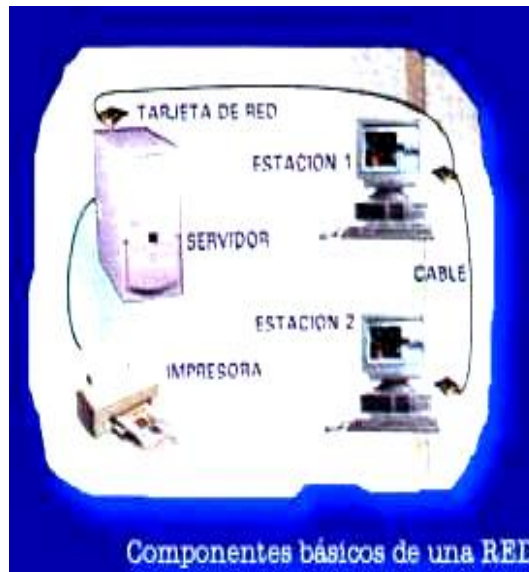 TARJETA DE RED
ESTACION 1
SERVIDOR
CABLE
ESTACION 2
IMPRESORA
Componentes básicos de una RED